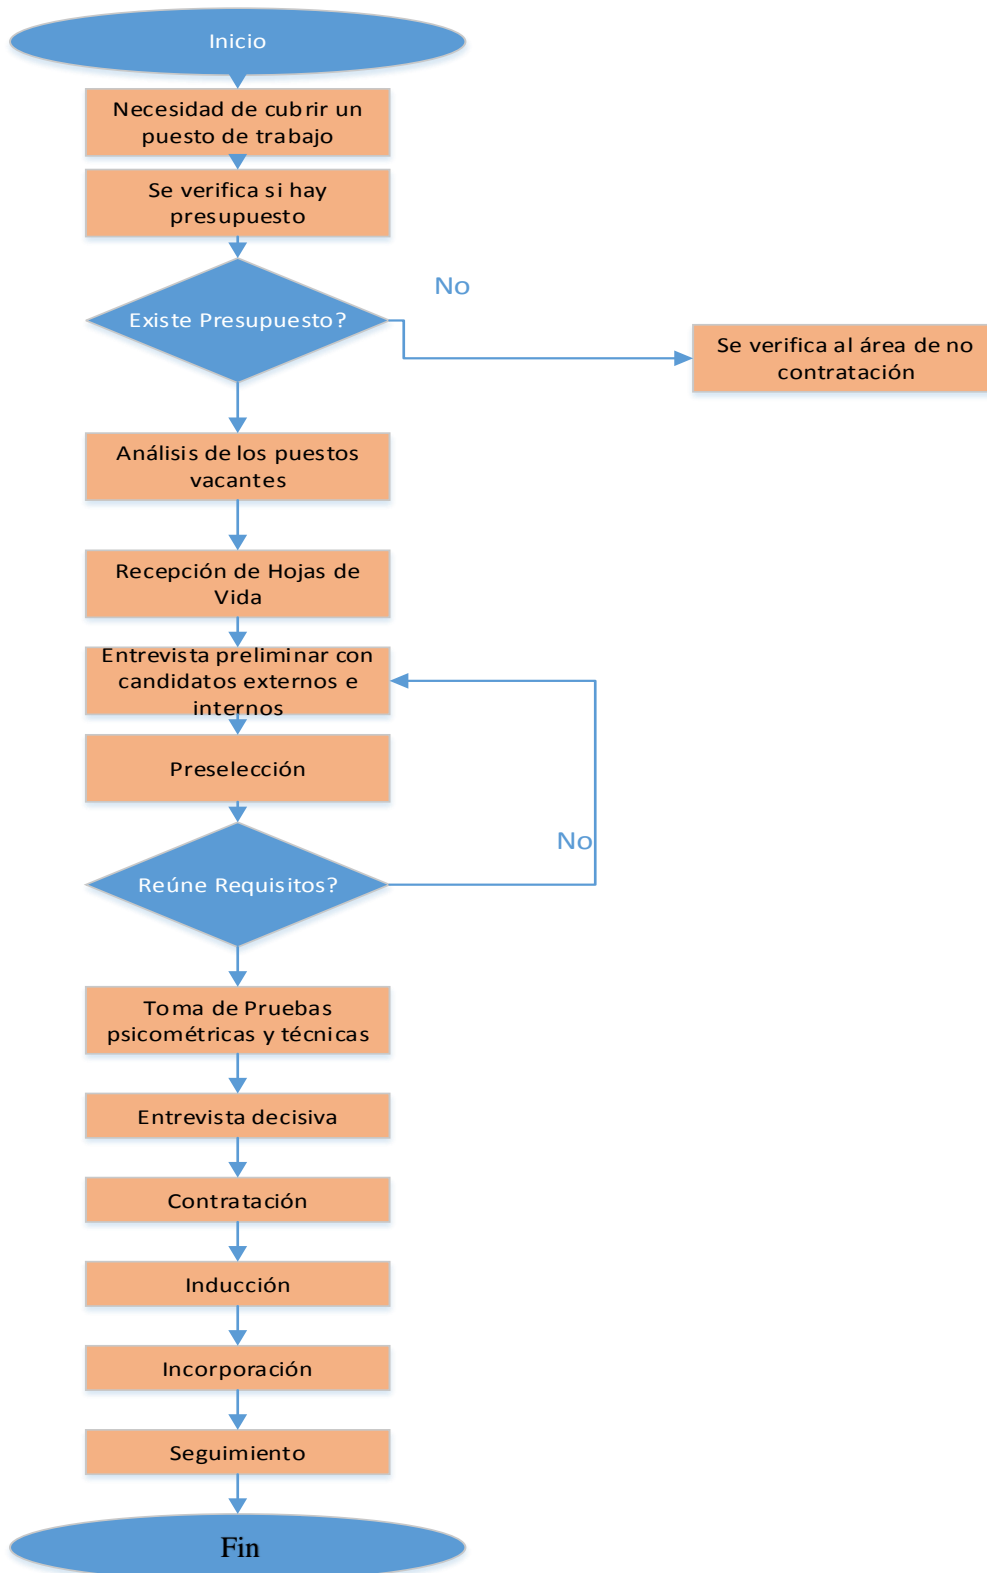 Inicio
Necesidad de cubrir un
puesto de trabajo
Se verifica si hay
presupuesto
No
Existe Presupuesto?
Se verifica al área de no
contratación
Análisis de los puestos
vacantes
Recepción de Hojas de
Vida
Entrevista preliminar con
candidatos externos e
internos
Preselección
No
Reúne Requisitos?
Toma de Pruebas
psicométricas y técnicas
Entrevista decisiva
Contratación
Inducción
Incorporación
Seguimiento
Fin